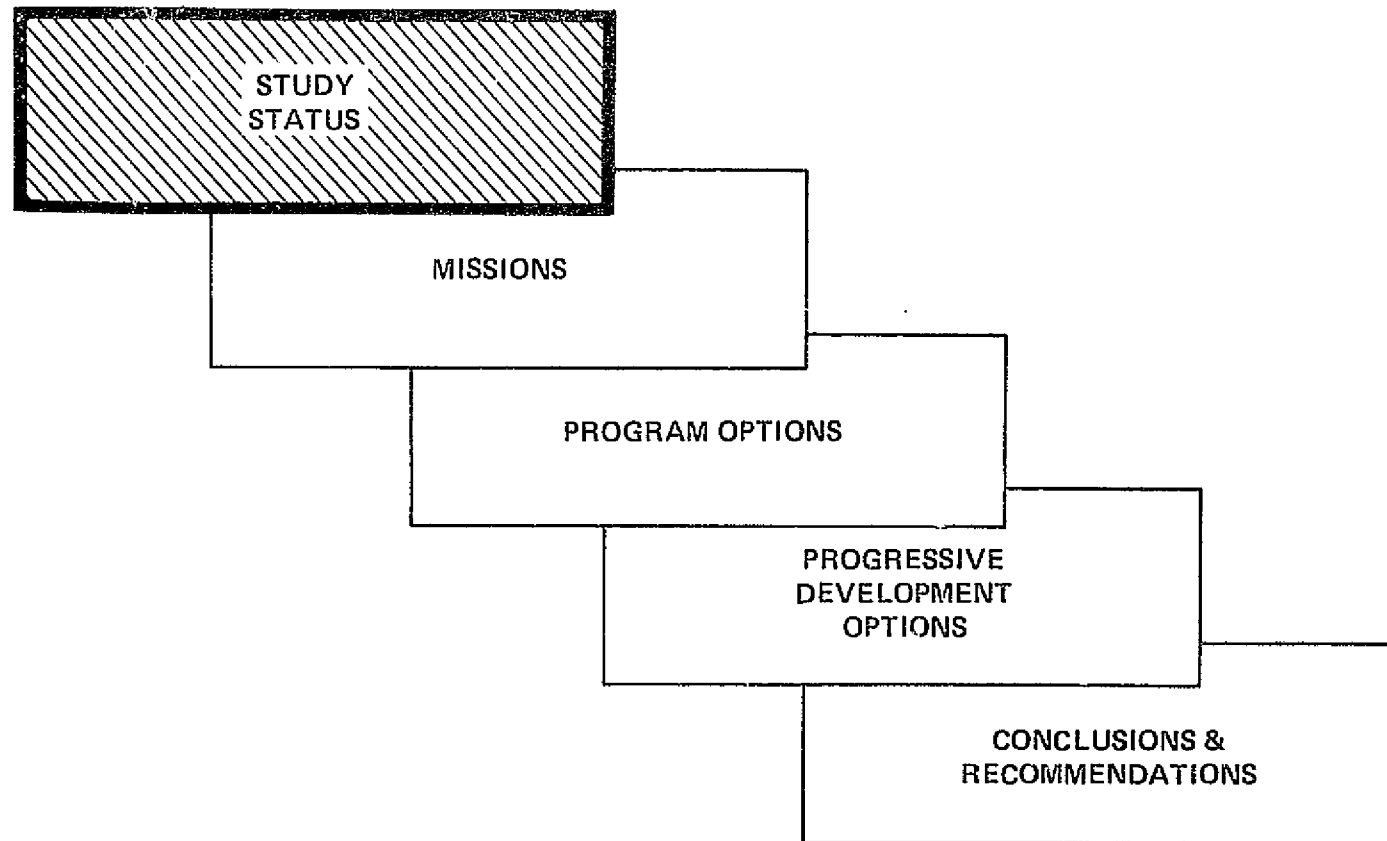 STUDY
STATUS
MISSIONS
PROGRAM OPTIONS
PROGRESSIVE
DEVELOPMENT
OPTIONS
CONCLUSIONS &
RECOMMENDATIONS